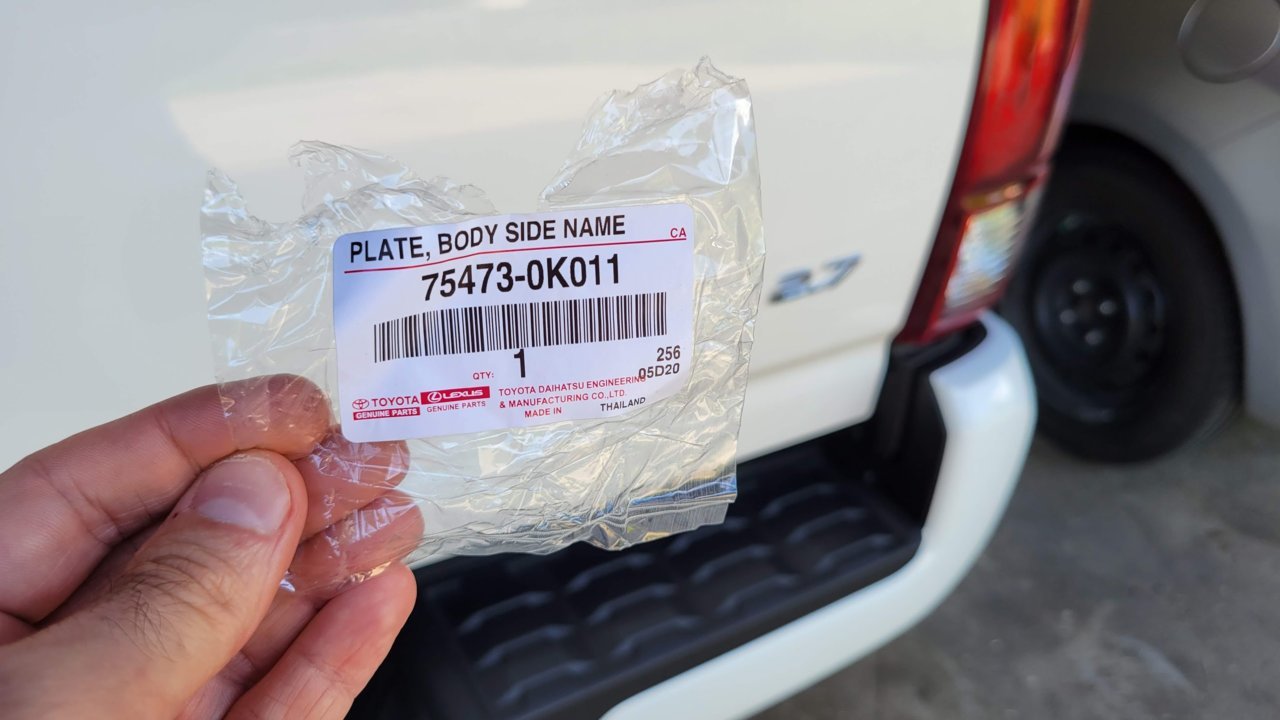 PLATE, BODY SIDE NAME
CA
75473-0K011
QTY: 1
256
05D20
TOYOTA
GENUINE PARTS
LEXUS
GENUINE PARTS
TOYOTA DAIHATSU ENGINEERING
& MANUFACTURING CO.,LTD.
MADE IN THAILAND
2.7